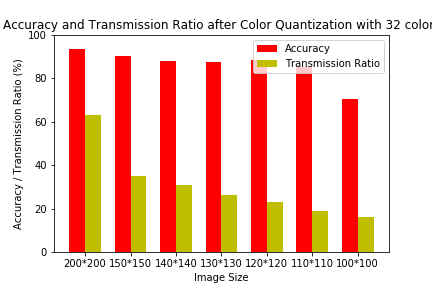 Accuracy and Transmission Ratio after Color Quantization with 32 color
Accuracy
Transmission Ratio
Accuracy / Transmission Ratio (%)
100
80
60
40
20
0
200*200 150*150 140*140 130*130 120*120 110*110 100*100
Image Size